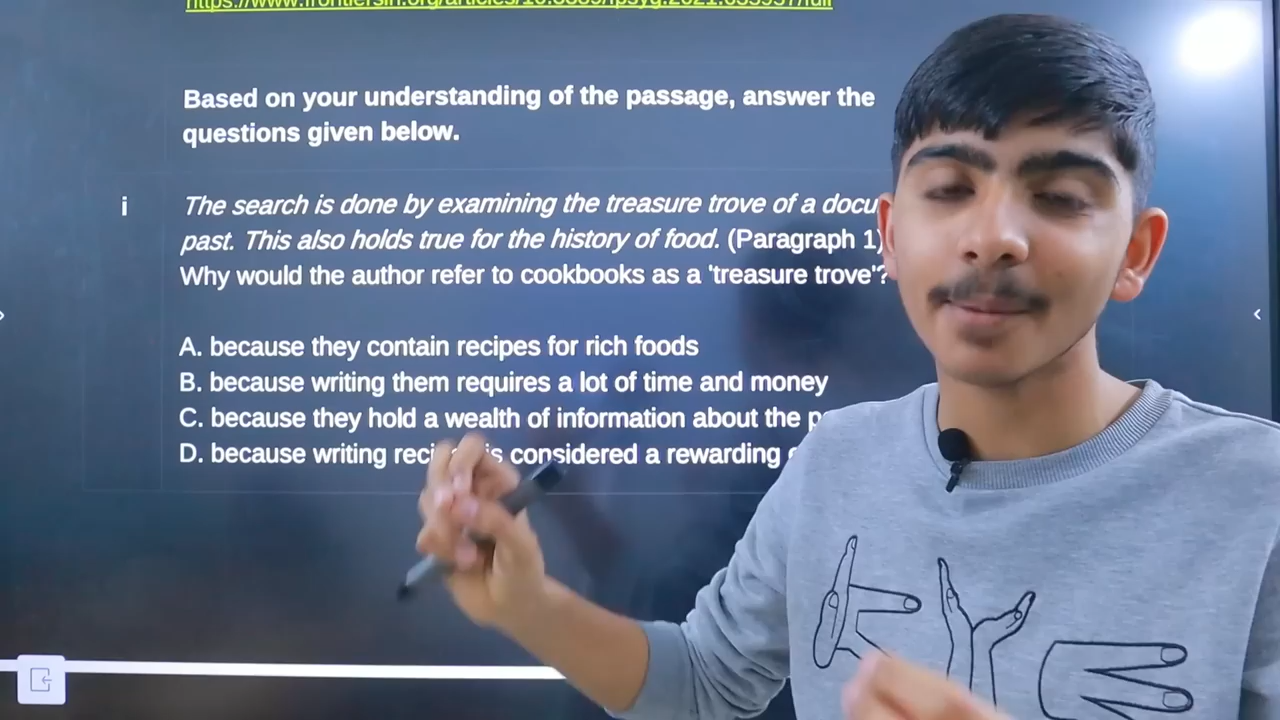 Based on your understanding of the passage, answer the
questions given below.
i
The search is done by examining the treasure trove of a
past. This also holds true for the history of food. (Paragraph 1)
Why would the author refer to cookbooks as a 'treasure trove'?
A. because they contain recipes for rich foods
B. because writing them requires a lot of time and money
C. because they hold a wealth of information about the
D. because writing is considered a rewarding